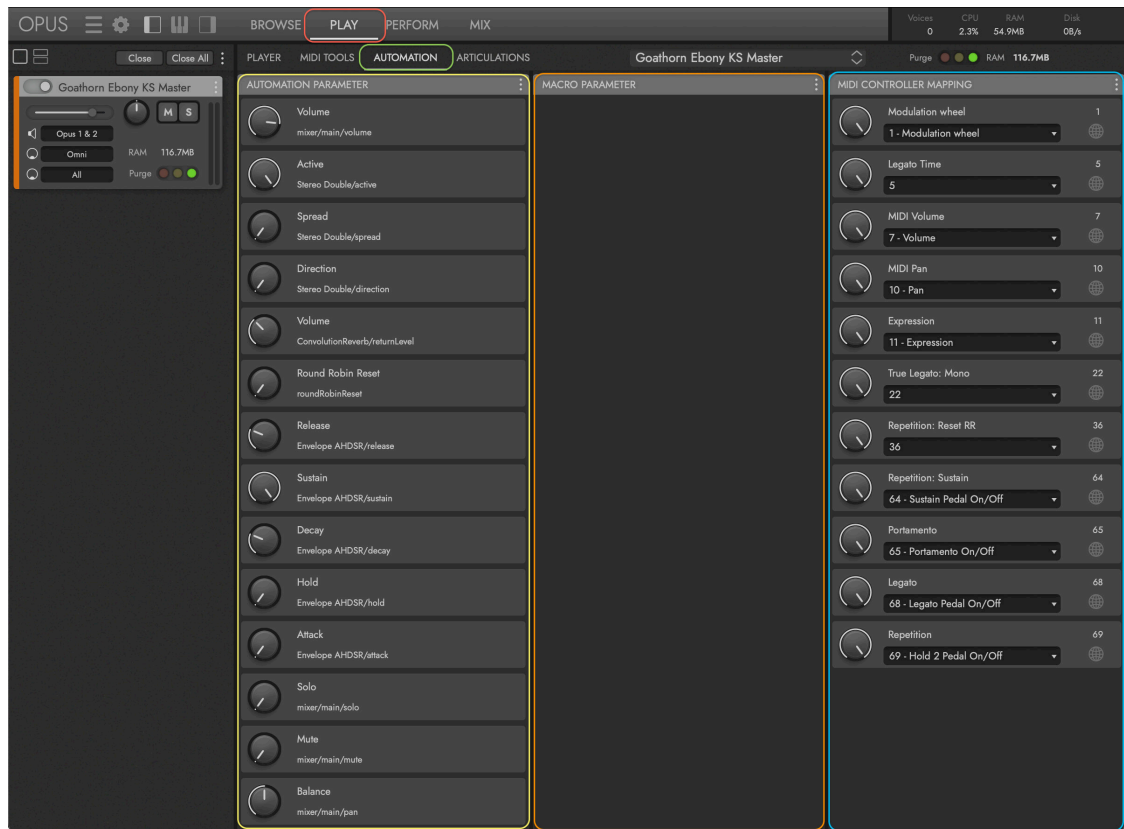 OPUS
BROWSE PLAY PERFORM MIX
Voices CPU RAM Disk
0 2.3% 54.9MB 0B/s
Close Close All
PLAYER MIDI TOOLS AUTOMATION ARTICULATIONS
Goathorn Ebony KS Master
Purge RAM 116.7MB
Goathorn Ebony KS Master
M S
Opus 1 & 2
Omni RAM 116.7MB
All Purge
AUTOMATION PARAMETER
Volume
mixer/main/volume
Active
Stereo Double/active
Spread
Stereo Double/spread
Direction
Stereo Double/direction
Volume
ConvolutionReverb/returnLevel
Round Robin Reset
roundRobinReset
Release
Envelope AHDSR/release
Sustain
Envelope AHDSR/sustain
Decay
Envelope AHDSR/decay
Hold
Envelope AHDSR/hold
Attack
Envelope AHDSR/attack
Solo
mixer/main/solo
Mute
mixer/main/mute
Balance
mixer/main/pan
MACRO PARAMETER
MIDI CONTROLLER MAPPING
Modulation wheel 1
1 - Modulation wheel
Legato Time 5
5
MIDI Volume 7
7 - Volume
MIDI Pan 10
10 - Pan
Expression 11
11 - Expression
True Legato: Mono 22
22
Repetition: Reset RR 36
36
Repetition: Sustain 64
64 - Sustain Pedal On/Off
Portamento 65
65 - Portamento On/Off
Legato 68
68 - Legato Pedal On/Off
Repetition 69
69 - Hold 2 Pedal On/Off